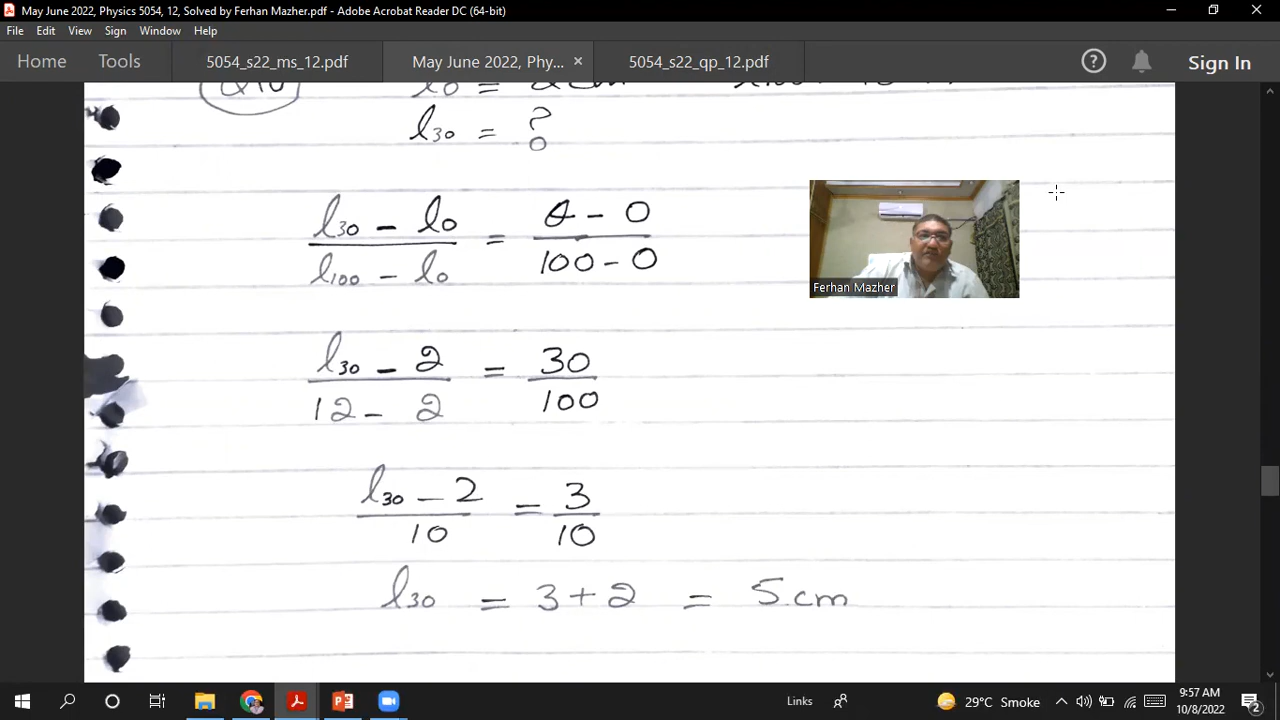 May June 2022, Physics 5054, 12, Solved by Ferhan Mazher.pdf - Adobe Acrobat Reader DC (64-bit)
File Edit View Sign Window Help
Home Tools 5054_s22_ms_12.pdf May June 2022, Phy... × 5054_s22_qp_12.pdf ? Sign In
l30 = ?
l30 - l0 / l100 - l0 = θ - 0 / 100 - 0
Ferhan Mazher
l30 - 2 / 12 - 2 = 30 / 100
l30 - 2 / 10 = 3 / 10
l30 = 3 + 2 = 5 cm
Links 29°C Smoke 9:57 AM
10/8/2022
2